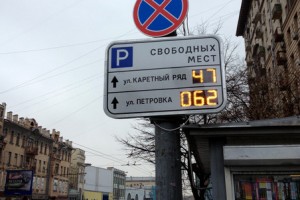 P СВОБОДНЫХ
МЕСТ
ул. КАРЕТНЫЙ РЯД 47
ул. ПЕТРОВКА 062